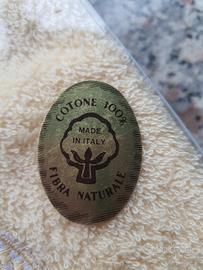 COTONE 100%
MADE
IN ITALY
FIBRA NATURALE